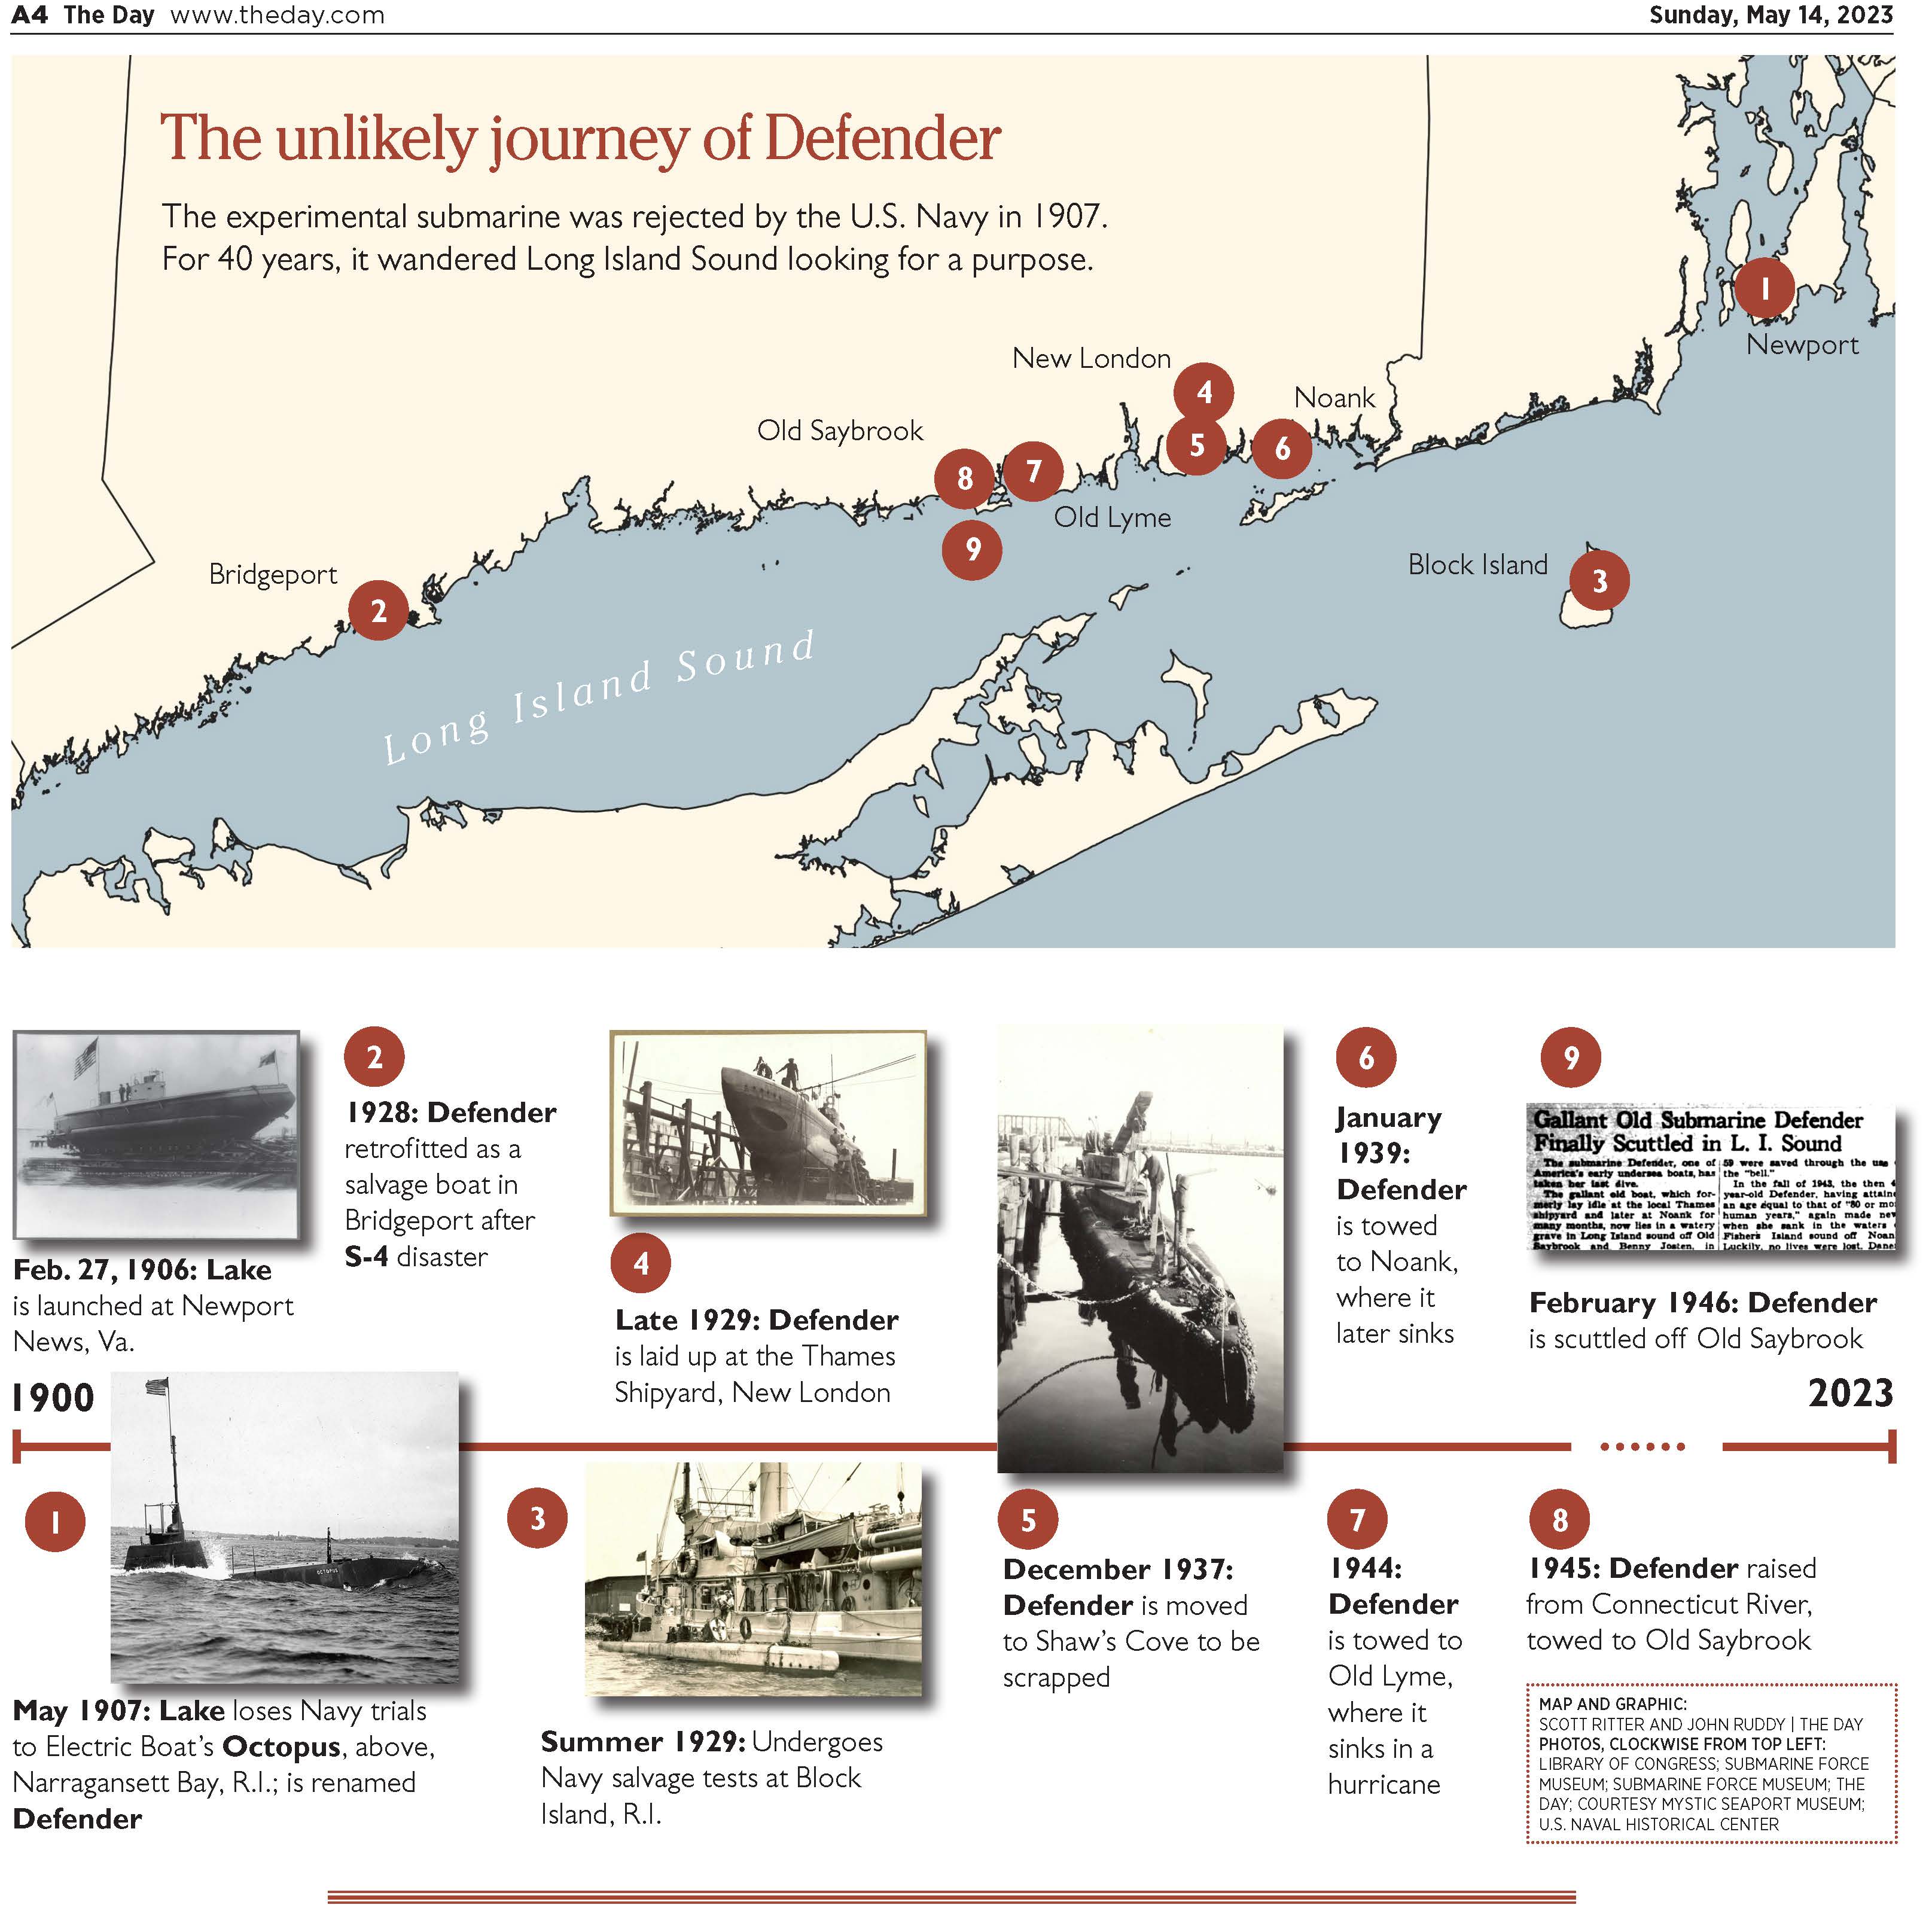 A4 The Day www.theday.com
Sunday, May 14, 2023
The unlikely journey of Defender
The experimental submarine was rejected by the U.S. Navy in 1907.
For 40 years, it wandered Long Island Sound looking for a purpose.
1
Newport
New London
4
Noank
Old Saybrook
5
6
8
7
Old Lyme
9
Block Island
3
Bridgeport
2
Long Island Sound
Feb. 27, 1906: Lake
is launched at Newport
News, Va.
2
1928: Defender
retrofitted as a
salvage boat in
Bridgeport after
S-4 disaster
4
Late 1929: Defender
is laid up at the Thames
Shipyard, New London
6
January
1939:
Defender
is towed
to Noank,
where it
later sinks
9
Gallant Old Submarine Defender
Finally Scuttled in L. I. Sound
The submarine Defender, one of
America's early undersea boats, has
taken her last dive.
The gallant old boat, which for-
merly lay idle at the local Thames
shipyard and later at Noank for
many months, now lies in a watery
grave in Long Island sound off Old
Saybrook and Benny Josten, in
59 were saved through the use
the "bell."
In the fall of 1943, the then
year-old Defender, having
an age equal to that of "80 or
human years," again made
when she sank in the waters
Fisher's Island sound off
Luckily, no lives were lost.
February 1946: Defender
is scuttled off Old Saybrook
1900
2023
1
OCTOPUS
May 1907: Lake loses Navy trials
to Electric Boat's Octopus, above,
Narragansett Bay, R.I.; is renamed
Defender
3
Summer 1929: Undergoes
Navy salvage tests at Block
Island, R.I.
5
December 1937:
Defender is moved
to Shaw's Cove to be
scrapped
7
1944:
Defender
is towed to
Old Lyme,
where it
sinks in a
hurricane
8
1945: Defender raised
from Connecticut River,
towed to Old Saybrook
MAP AND GRAPHIC:
SCOTT RITTER AND JOHN RUDDY | THE DAY
PHOTOS, CLOCKWISE FROM TOP LEFT:
LIBRARY OF CONGRESS; SUBMARINE FORCE
MUSEUM; SUBMARINE FORCE MUSEUM; THE
DAY; COURTESY MYSTIC SEAPORT MUSEUM;
U.S. NAVAL HISTORICAL CENTER